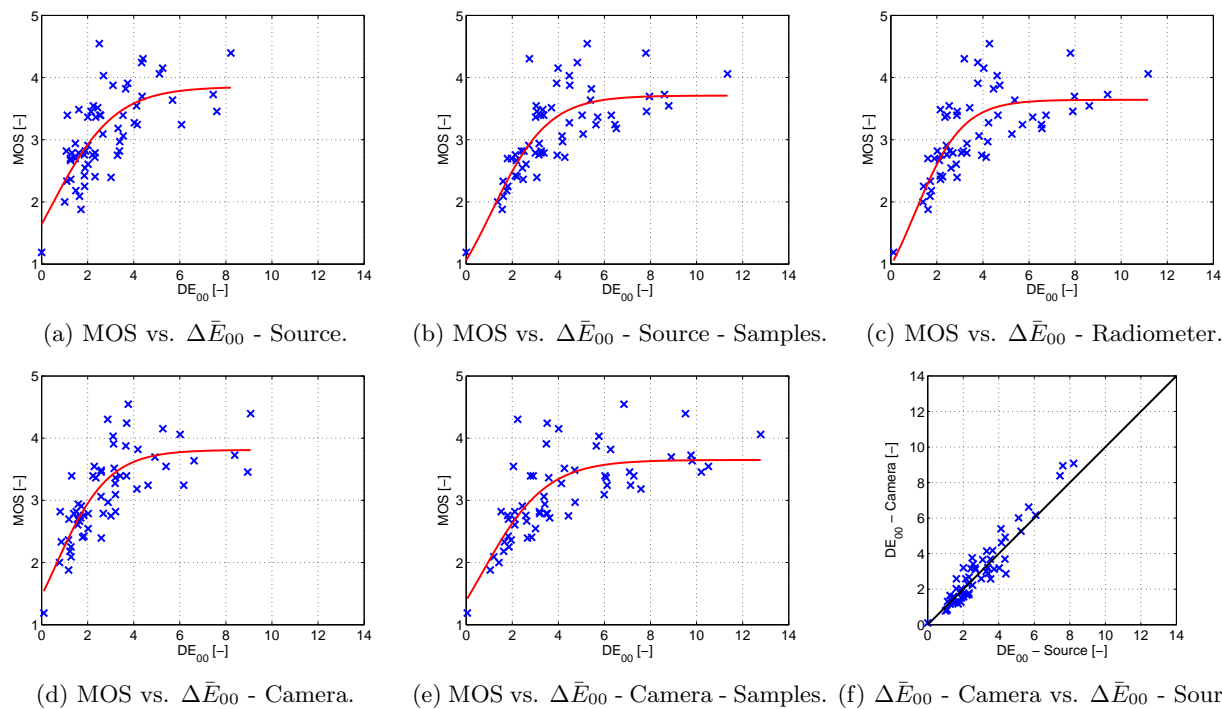 5
4
3
2
1
0 2 4 6 8 10 12 14
MOS [–]
DE00 [–]
(a) MOS vs. ΔĒ00 - Source.
5
4
3
2
1
0 2 4 6 8 10 12 14
MOS [–]
DE00 [–]
(b) MOS vs. ΔĒ00 - Source - Samples.
5
4
3
2
1
0 2 4 6 8 10 12 14
MOS [–]
DE00 [–]
(c) MOS vs. ΔĒ00 - Radiometer.
5
4
3
2
1
0 2 4 6 8 10 12 14
MOS [–]
DE00 [–]
(d) MOS vs. ΔĒ00 - Camera.
5
4
3
2
1
0 2 4 6 8 10 12 14
MOS [–]
DE00 [–]
(e) MOS vs. ΔĒ00 - Camera - Samples.
14
12
10
8
6
4
2
0
0 2 4 6 8 10 12 14
DE00 – Camera [–]
DE00 – Source [–]
(f) ΔĒ00 - Camera vs. ΔĒ00 - Sour